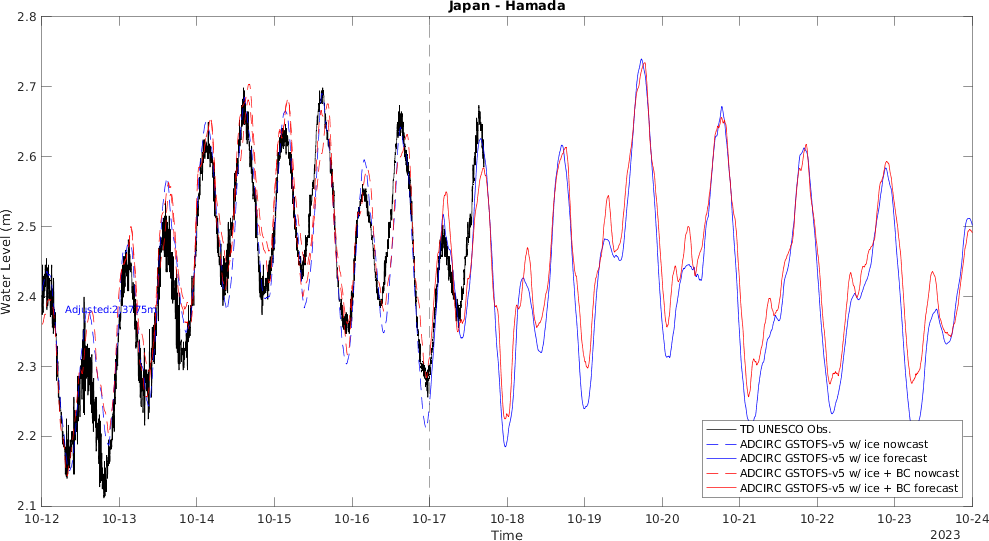 Japan - Hamada
2.8
2.7
2.6
2.5
2.4
2.3
2.2
2.1
Water Level (m)
Adjusted:2.3775m
TD UNESCO Obs.
ADCIRC GSTOFS-v5 w/ ice nowcast
ADCIRC GSTOFS-v5 w/ ice forecast
ADCIRC GSTOFS-v5 w/ ice + BC nowcast
ADCIRC GSTOFS-v5 w/ ice + BC forecast
10-12 10-13 10-14 10-15 10-16 10-17 10-18 10-19 10-20 10-21 10-22 10-23 10-24
Time
2023